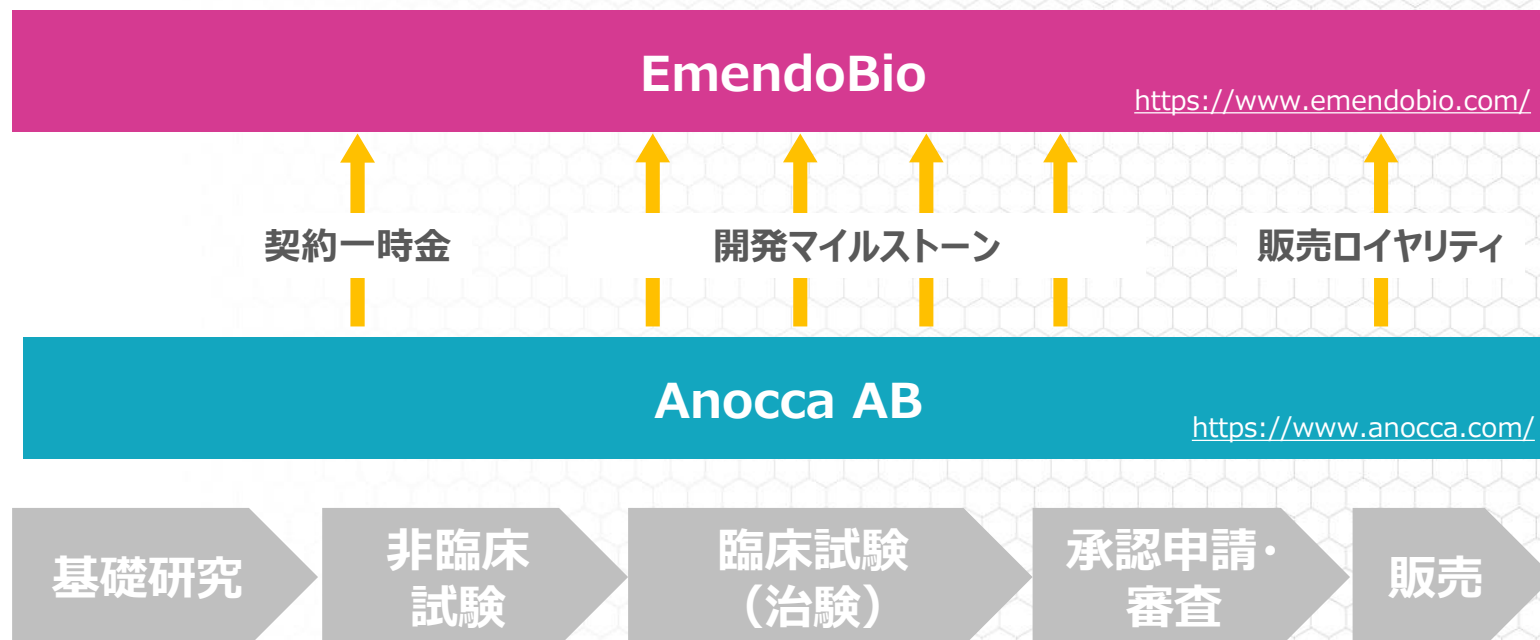 EmendoBio
https://www.emendobio.com/
契約一時金
開発マイルストーン
販売ロイヤリティ
Anocca AB
https://www.anocca.com/
基礎研究
非臨床
試験
臨床試験
（治験）
承認申請・
審査
販売